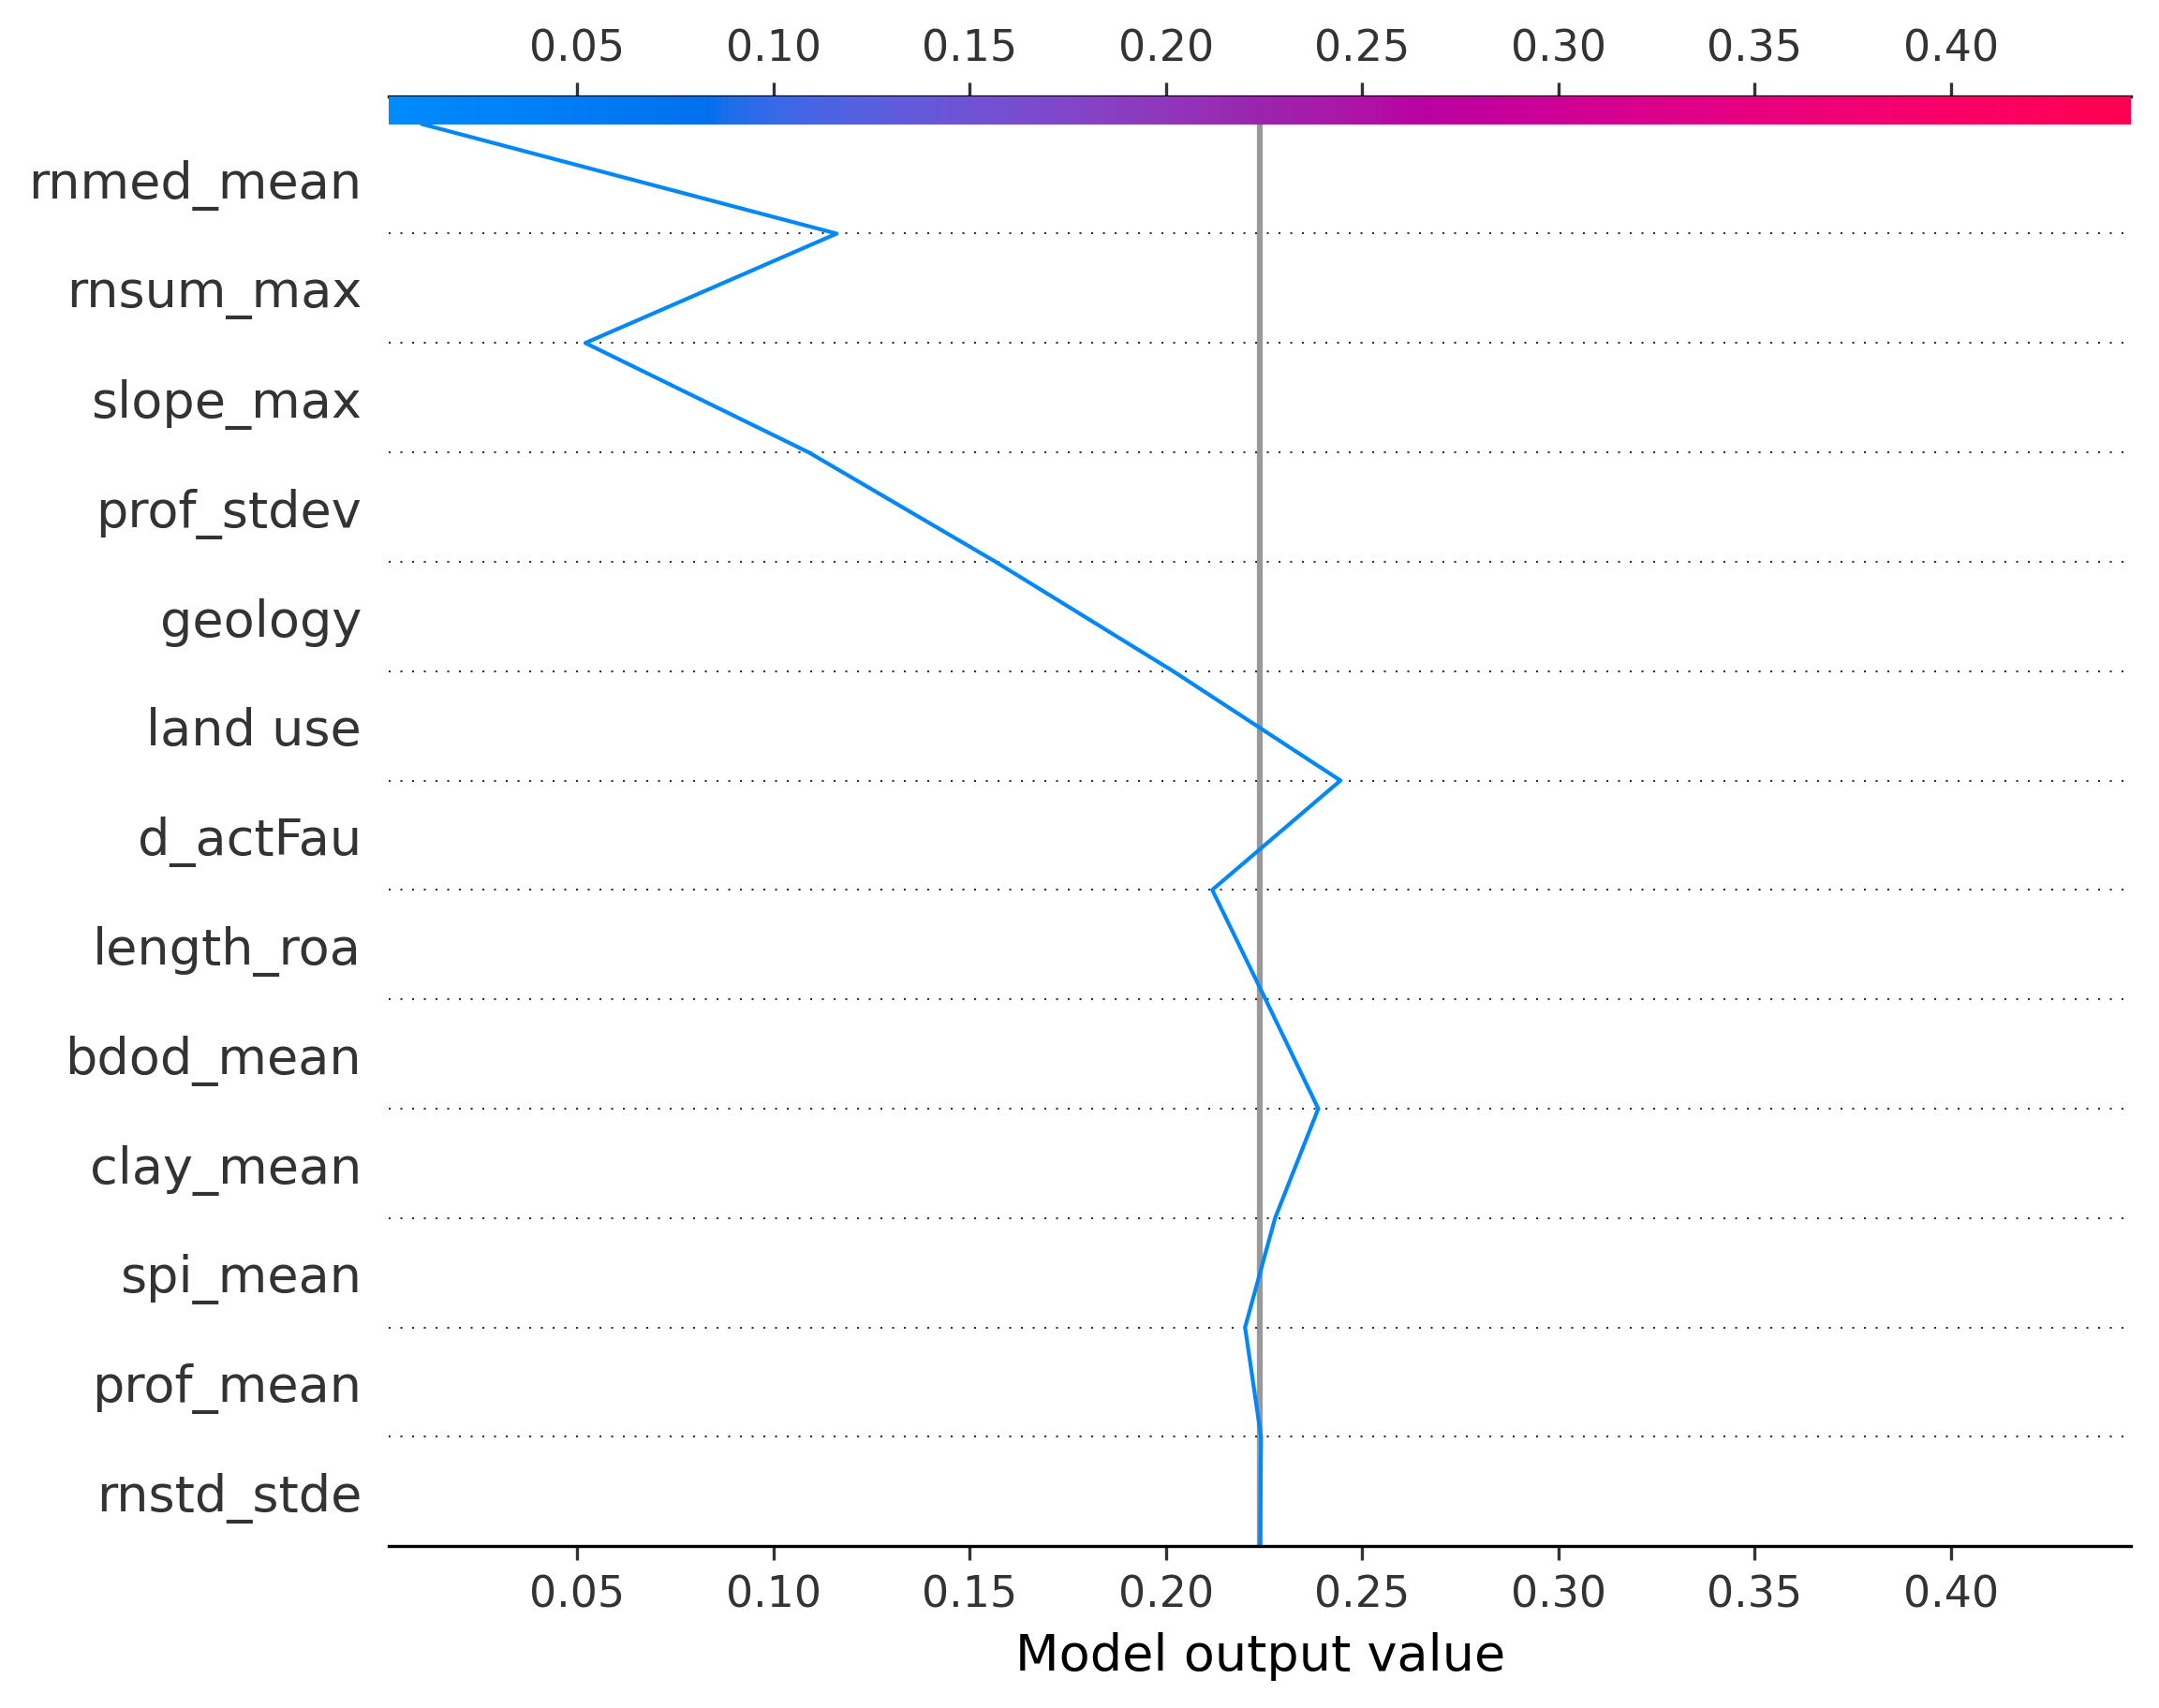 0.05 0.10 0.15 0.20 0.25 0.30 0.35 0.40
rnmed_mean
rnsum_max
slope_max
prof_stdev
geology
land use
d_actFau
length_roa
bdod_mean
clay_mean
spi_mean
prof_mean
rnstd_stde
0.05 0.10 0.15 0.20 0.25 0.30 0.35 0.40
Model output value